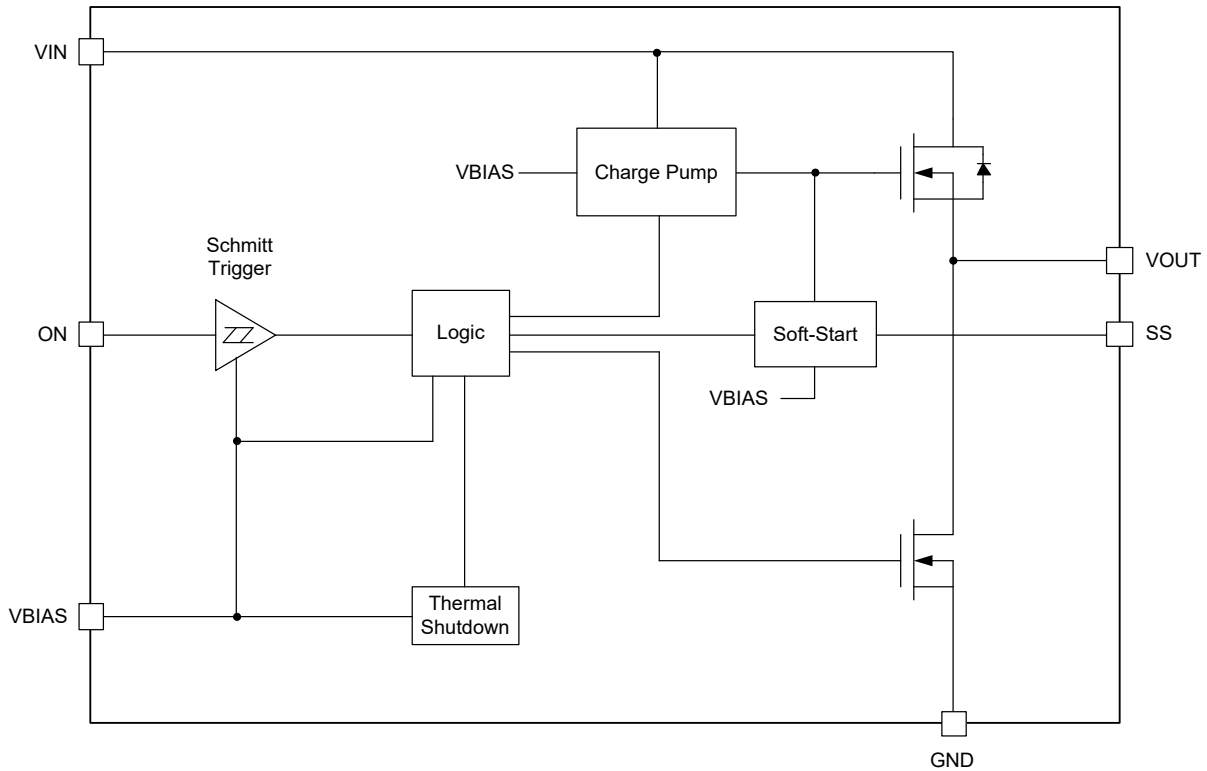 VIN
VBIAS
Charge Pump
Schmitt
Trigger
VOUT
ON
Logic
Soft-Start
SS
VBIAS
VBIAS
Thermal
Shutdown
GND